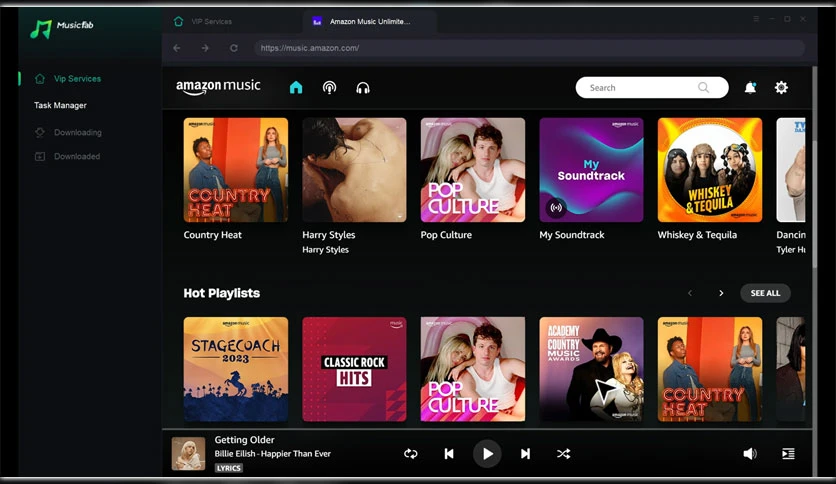 Musicfab
VIP Services
Amazon Music Unlimite...
https://music.amazon.com/
Vip Services
Task Manager
Downloading
Downloaded
amazon music
Search
amazon music
COUNTRY
HEAT
amazon music
POP
CULTURE
amazon music
My
Soundtrack
WHISKEY
& TEQUILA
amazon music
Country Heat
Harry Styles
Pop Culture
My Soundtrack
Whiskey & Tequila
Dancin
Harry Styles
Tyler Hu
Hot Playlists
SEE ALL
amazon music
STAGECOACH
2023
music
CLASSIC ROCK
HITS
amazon music
POP
CULTURE
ACADEMY
of
COUNTRY
MUSIC
AWARDS
amazon music
amazon music
COUNTRY
HEAT
Getting Older
Billie Eilish - Happier Than Ever
LYRICS